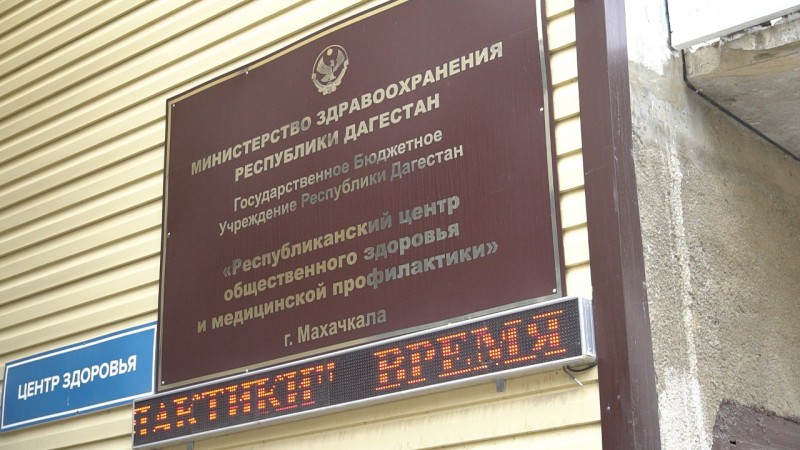 МИНИСТЕРСТВО ЗДРАВООХРАНЕНИЯ
РЕСПУБЛИКИ ДАГЕСТАН
Государственное Бюджетное
Учреждение Республики Дагестан
«Республиканский центр
общественного здоровья
и медицинской профилактики»
г. Махачкала
ЦЕНТР ЗДОРОВЬЯ
ЛАКТИКИ" ВРЕМЯ